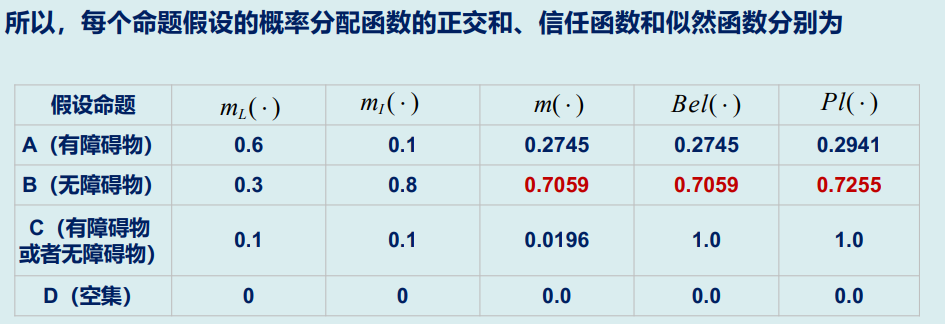 所以，每个命题假设的概率分配函数的正交和、信任函数和似然函数分别为
假设命题 m_L(·) m_I(·) m(·) Bel(·) Pl(·)
A（有障碍物） 0.6 0.1 0.2745 0.2745 0.2941
B（无障碍物） 0.3 0.8 0.7059 0.7059 0.7255
C（有障碍物
或者无障碍物） 0.1 0.1 0.0196 1.0 1.0
D（空集） 0 0 0.0 0.0 0.0